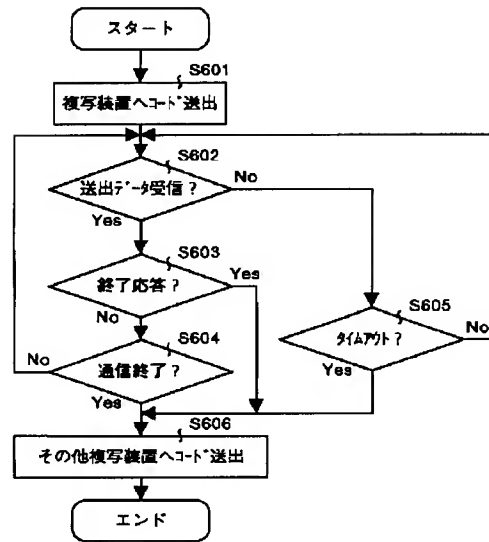 スタート
S601
複写装置へコード送出
S602
送出データ受信？
No
Yes
S603
終了応答？
Yes
No
S604
S605
タイムアウト？
No
Yes
通信終了？
No
Yes
S606
その他複写装置へコード送出
エンド